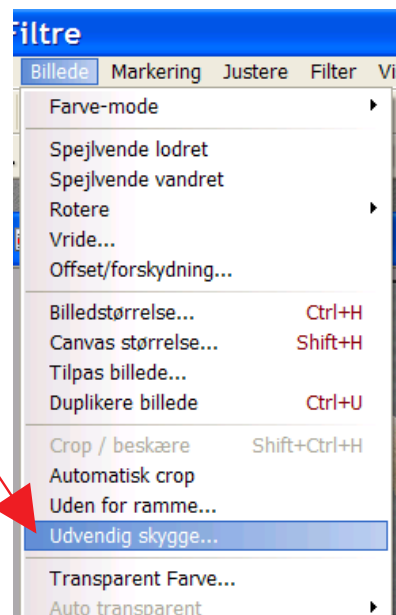 Filtre
Billede Markering Justere Filter Vi
Farve-mode
Spejlvende lodret
Spejlvende vandret
Rotere
Vride...
Offset/forskydning...
Billedstørrelse... Ctrl+H
Canvas størrelse... Shift+H
Tilpas billede...
Duplikere billede Ctrl+U
Crop / beskære Shift+Ctrl+H
Automatisk crop
Uden for ramme...
Udvendig skygge...
Transparent Farve...
Auto transparent